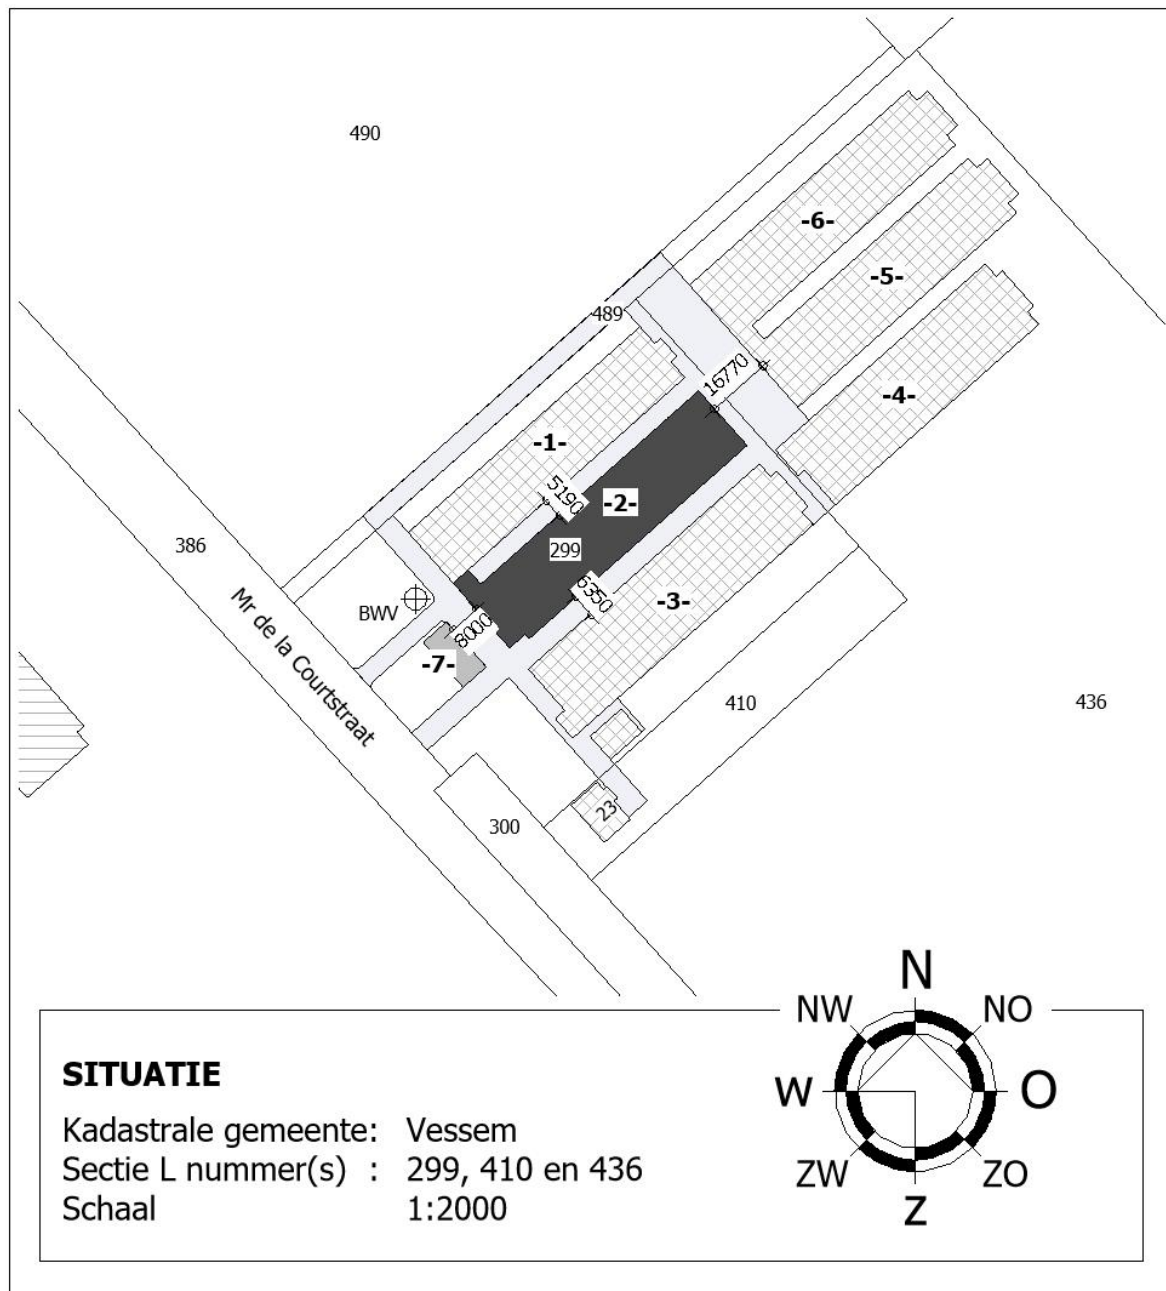 490
-6-
-5-
489
16770
-4-
-1-
5190
-2-
386
299
6350
BWV
-3-
8000
-7-
Mr de la Courtstraat
410
436
23
300
N
NW
NO
W
O
ZW
ZO
Z
SITUATIE
Kadastrale gemeente: Vessem
Sectie L nummer(s) : 299, 410 en 436
Schaal 1:2000